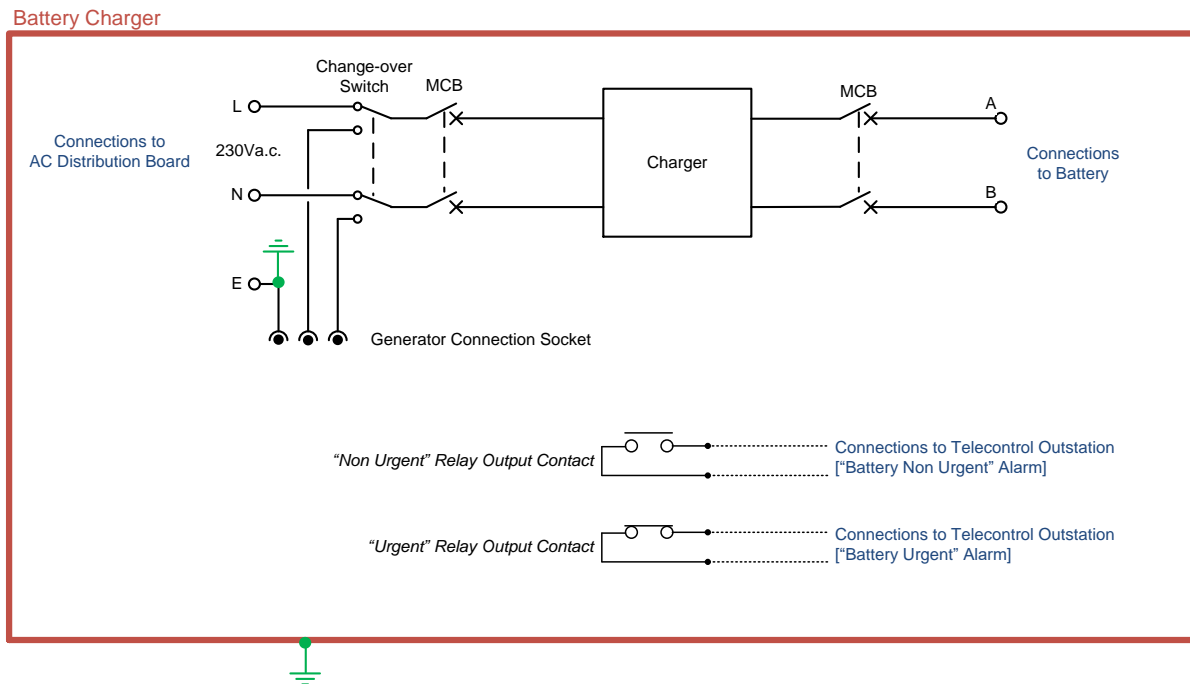 Battery Charger
Change-over
Switch
MCB
MCB
L
A
Connections to
AC Distribution Board
230Va.c.
Charger
Connections
to Battery
N
B
E
Generator Connection Socket
“Non Urgent” Relay Output Contact
Connections to Telecontrol Outstation
[“Battery Non Urgent” Alarm]
“Urgent” Relay Output Contact
Connections to Telecontrol Outstation
[“Battery Urgent” Alarm]